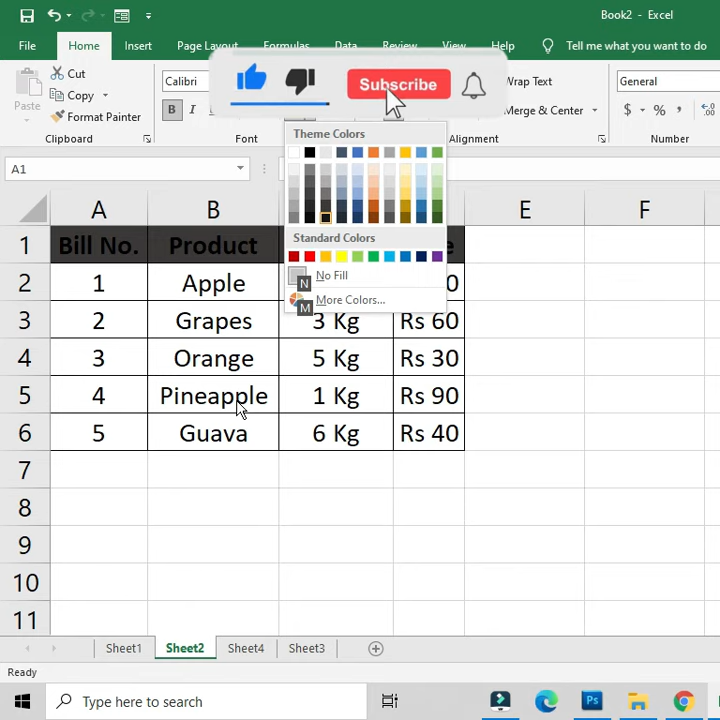 Book2 - Excel
File Home Insert Page Layout Formulas Data Review View Help Tell me what you want to do
Cut
Copy
Format Painter
Paste
Calibri
B I
Wrap Text
Merge & Center
General
$ %
Clipboard Font Number
Subscribe
A1
Theme Colors
Standard Colors
N No Fill
M More Colors...
A B E F
1 Bill No. Product
2 1 Apple
3 2 Grapes 3 Kg Rs 60
4 3 Orange 5 Kg Rs 30
5 4 Pineapple 1 Kg Rs 90
6 5 Guava 6 Kg Rs 40
7
8
9
10
11
Sheet1 Sheet2 Sheet4 Sheet3
Ready
Type here to search
Ps